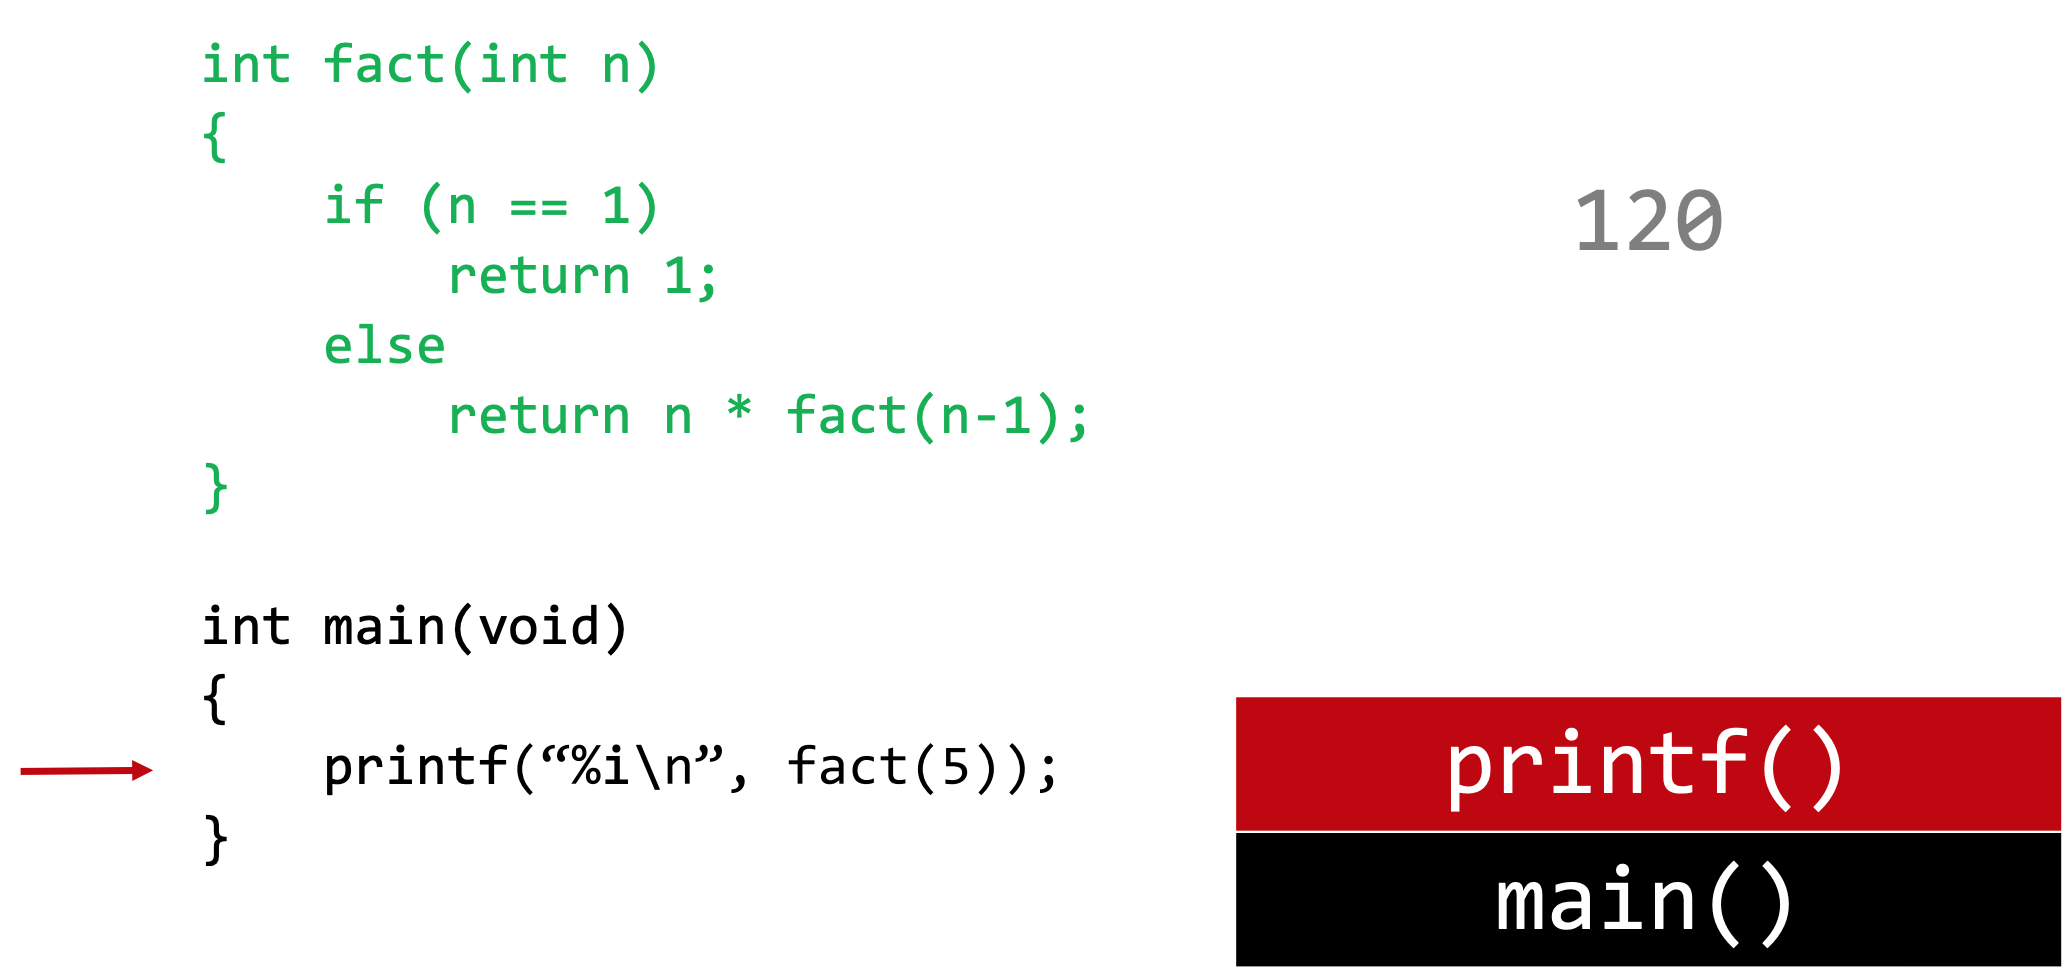 int fact(int n)
{
    if (n == 1)
        return 1;
    else
        return n * fact(n-1);
}
int main(void)
{
    printf(“%i\n”, fact(5));
}
120
printf()
main()